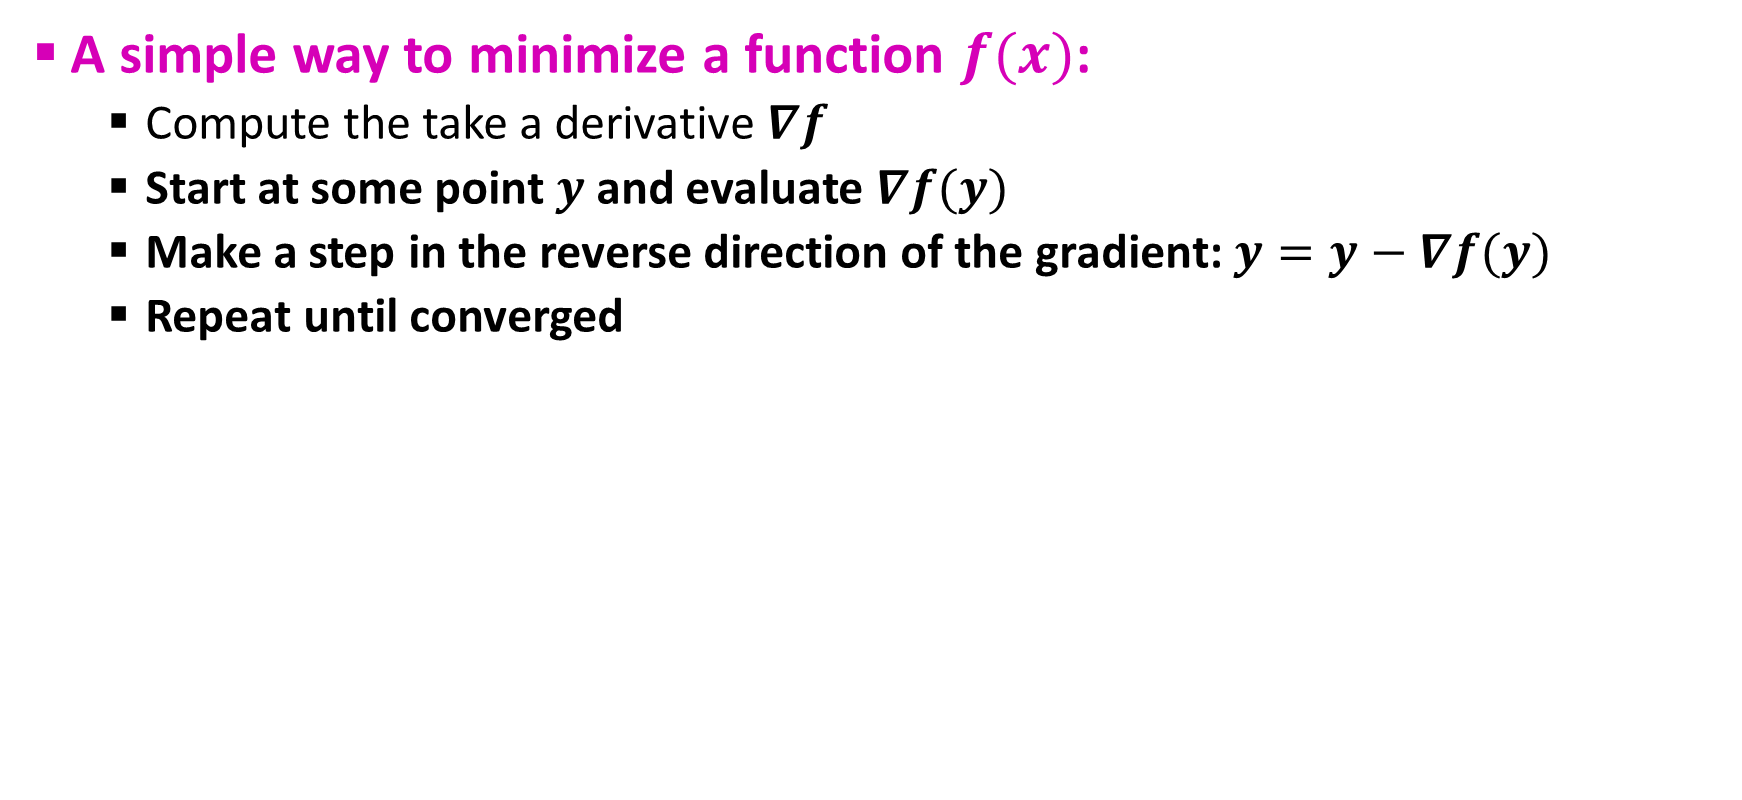 ▪ A simple way to minimize a function f(x):
▪ Compute the take a derivative ∇f
▪ Start at some point y and evaluate ∇f(y)
▪ Make a step in the reverse direction of the gradient: y = y − ∇f(y)
▪ Repeat until converged